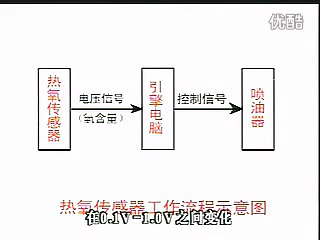 优酷
热氧传感器
电压信号
(氧含量)
引擎电脑
控制信号
喷油器
热氧传感器工作流程示意图
在0.1V-1.0V之间变化